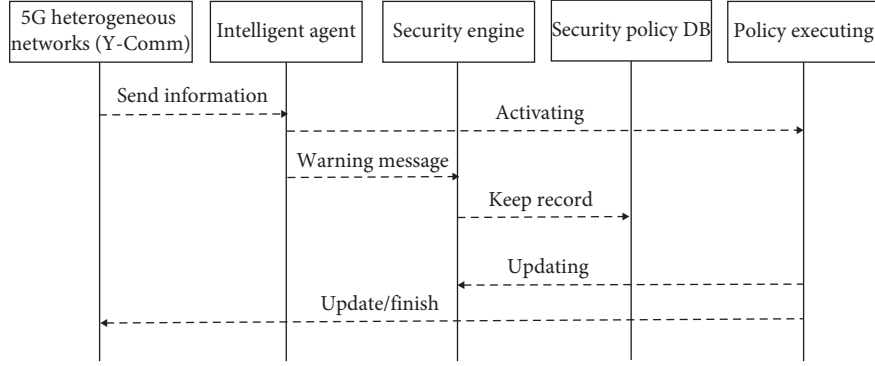 5G heterogeneous
networks (Y-Comm)
Intelligent agent
Security engine
Security policy DB
Policy executing
Send information
Activating
Warning message
Keep record
Updating
Update/finish